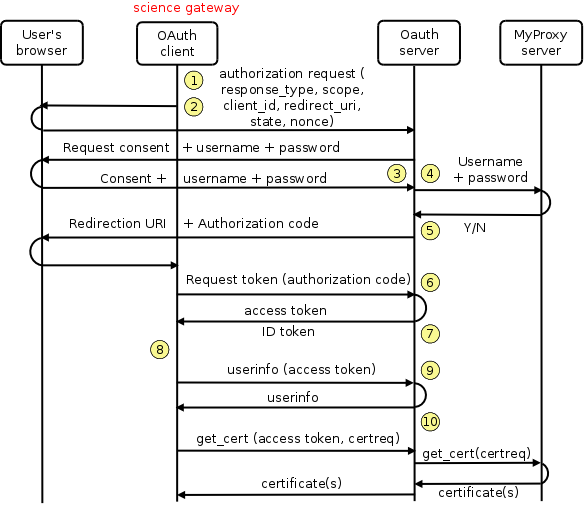 science gateway
User's
browser
OAuth
client
Oauth
server
MyProxy
server
1
authorization request (
response_type, scope,
2
client_id, redirect_uri,
state, nonce)
Request consent + username + password
3
4
Username
+ password
Consent + username + password
Redirection URI + Authorization code
5
Y/N
Request token (authorization code)
6
access token
ID token
7
8
userinfo (access token)
9
userinfo
10
get_cert (access token, certreq)
get_cert(certreq)
certificate(s)
certificate(s)